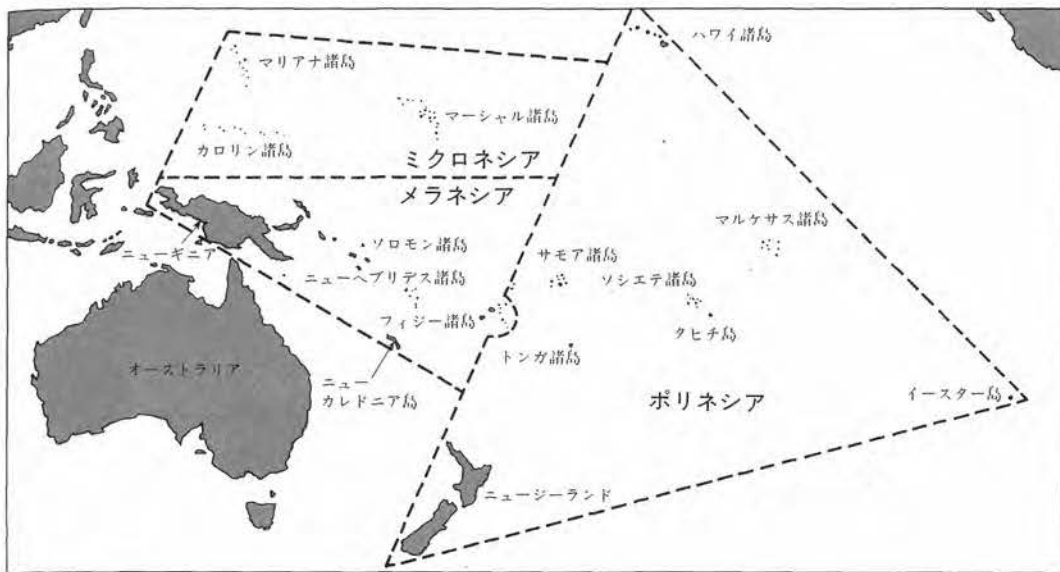 ハワイ諸島
マリアナ諸島
マーシャル諸島
カロリン諸島
ミクロネシア
メラネシア
マルケサス諸島
ニューギニア
ソロモン諸島
サモア諸島
ニューヘブリデス諸島
ソシエテ諸島
フィジー諸島
タヒチ島
トンガ諸島
オーストラリア
ニュー
カレドニア島
ポリネシア
イースター島
ニュージーランド